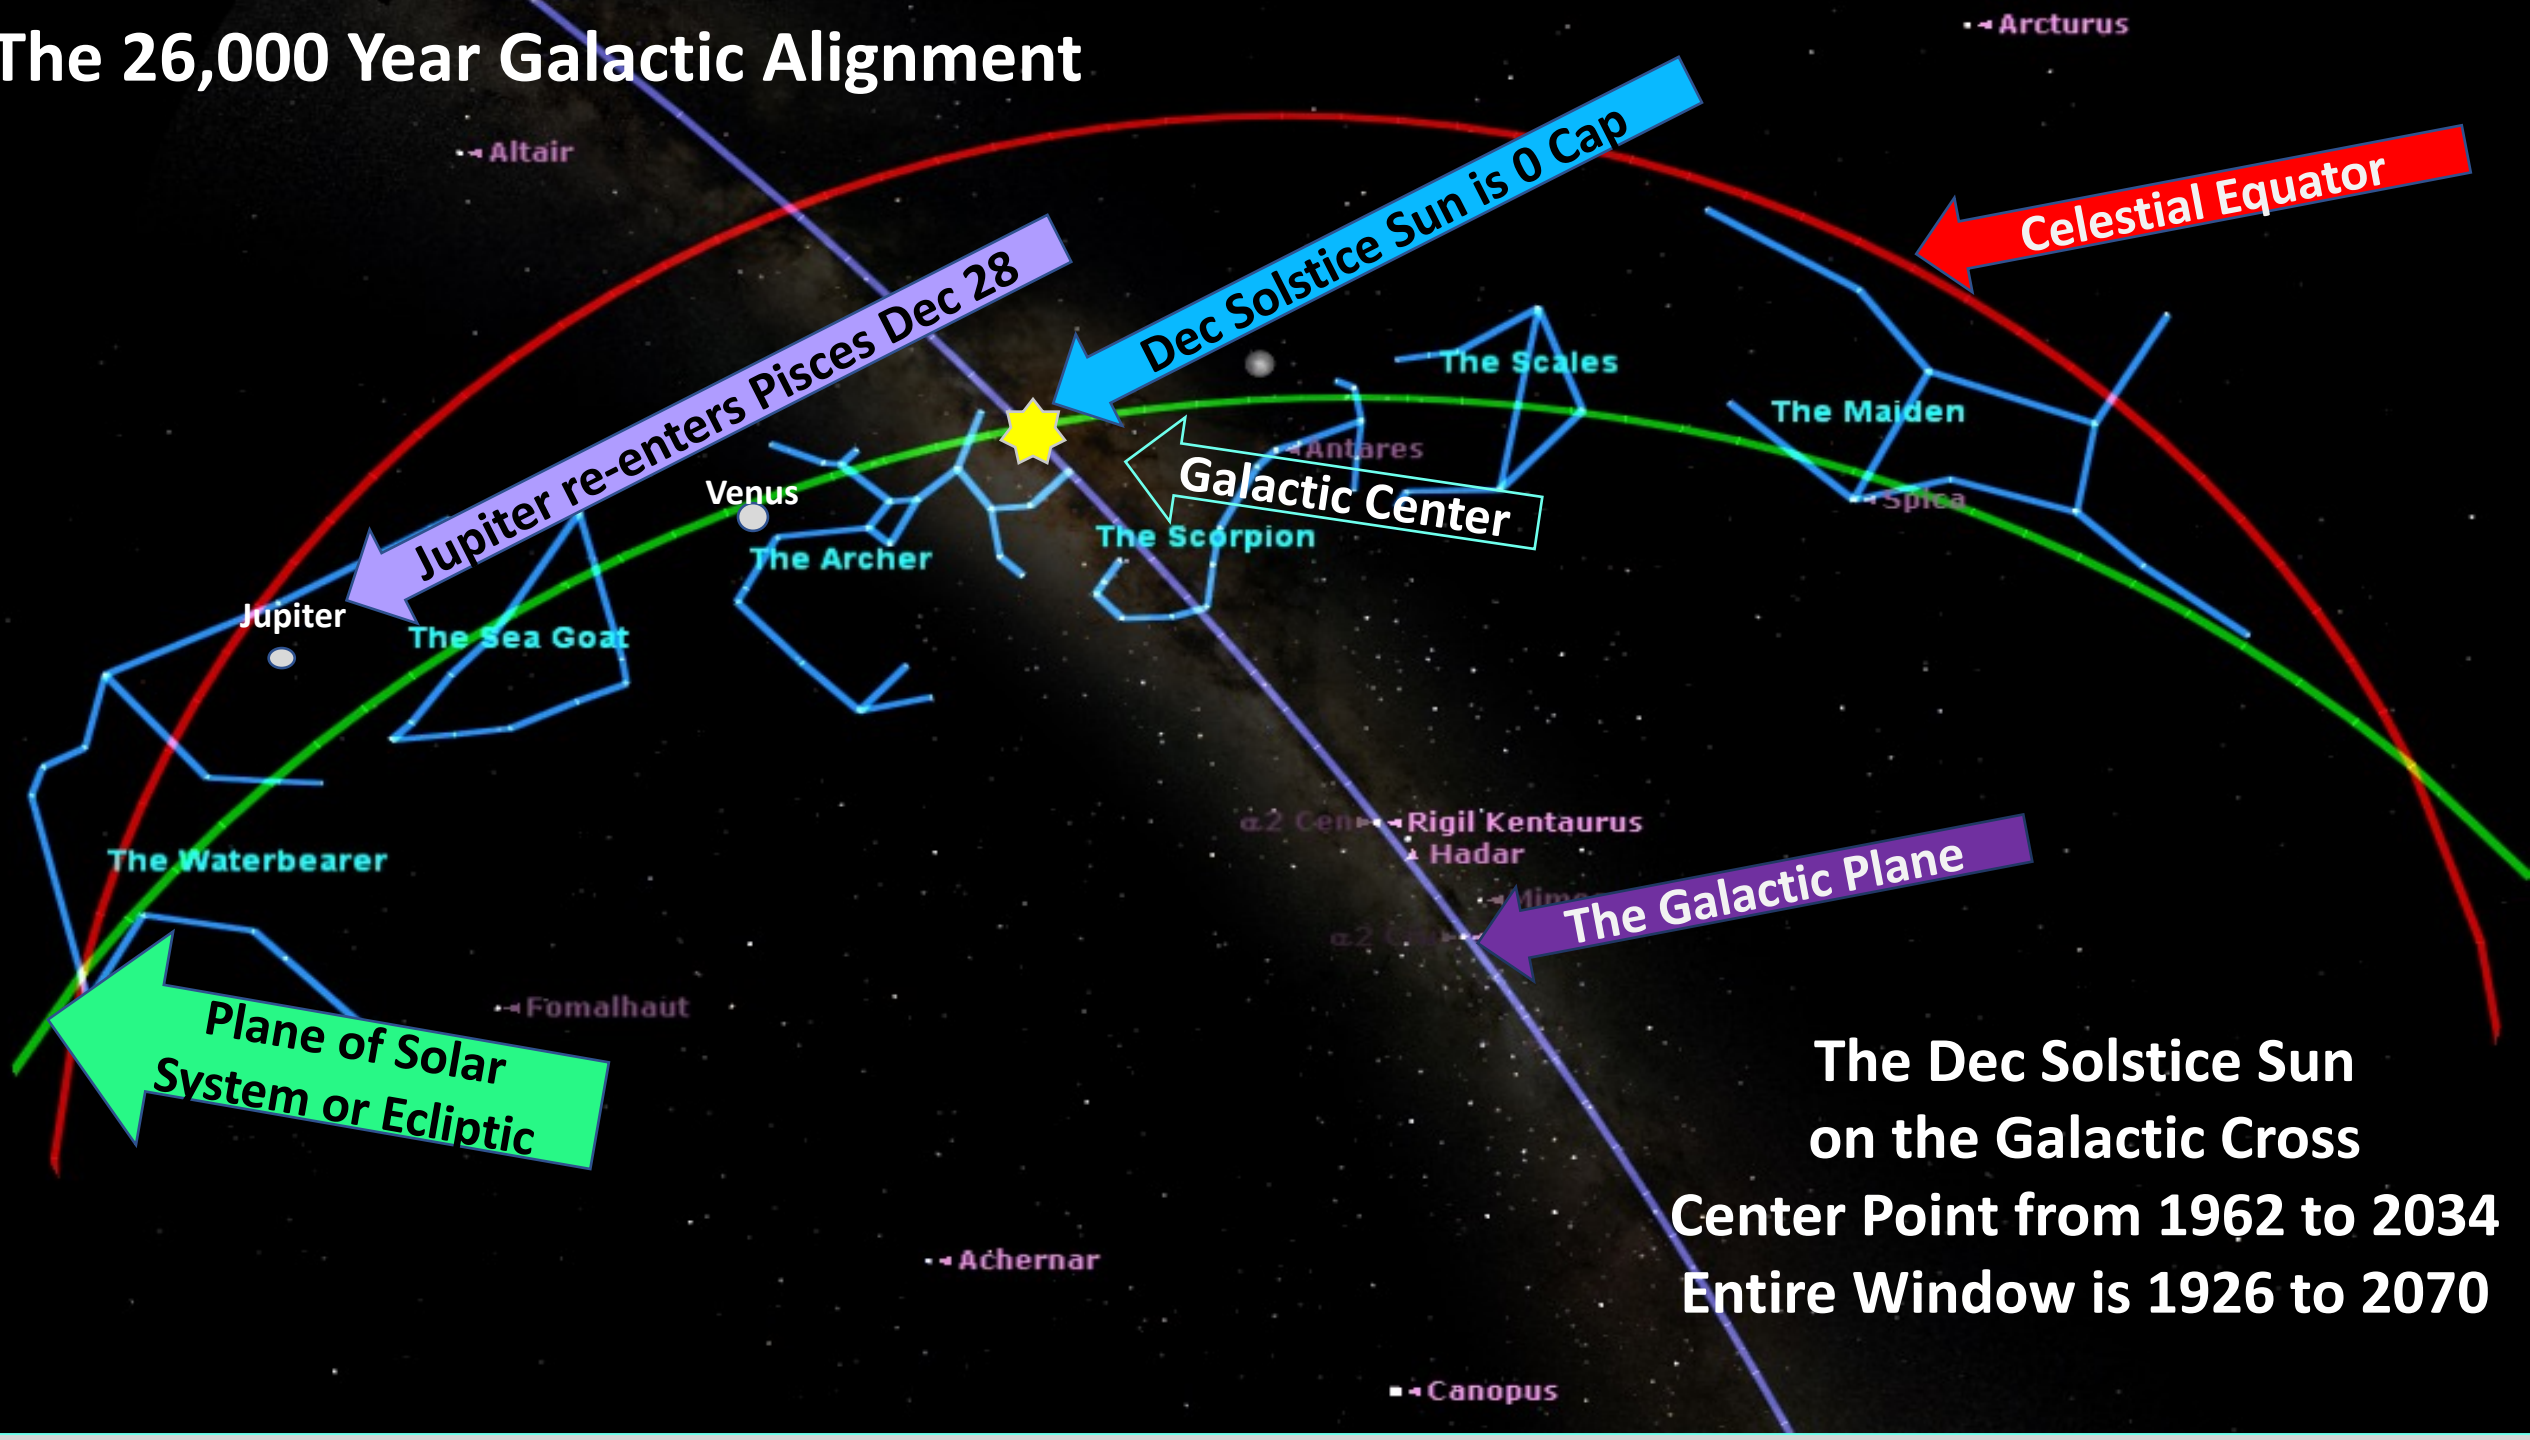 The 26,000 Year Galactic Alignment
Arcturus
Altair
Dec Solstice Sun is 0 Cap
Celestial Equator
Jupiter re-enters Pisces Dec 28
The Scales
The Maiden
Antares
Galactic Center
Venus
Spica
The Archer
The Scorpion
Jupiter
The Sea Goat
α2 Cen
Rigil Kentaurus
Hadar
The Waterbearer
The Galactic Plane
α2
Fomalhaut
Plane of Solar
System or Ecliptic
The Dec Solstice Sun
on the Galactic Cross
Center Point from 1962 to 2034
Entire Window is 1926 to 2070
Achernar
Canopus